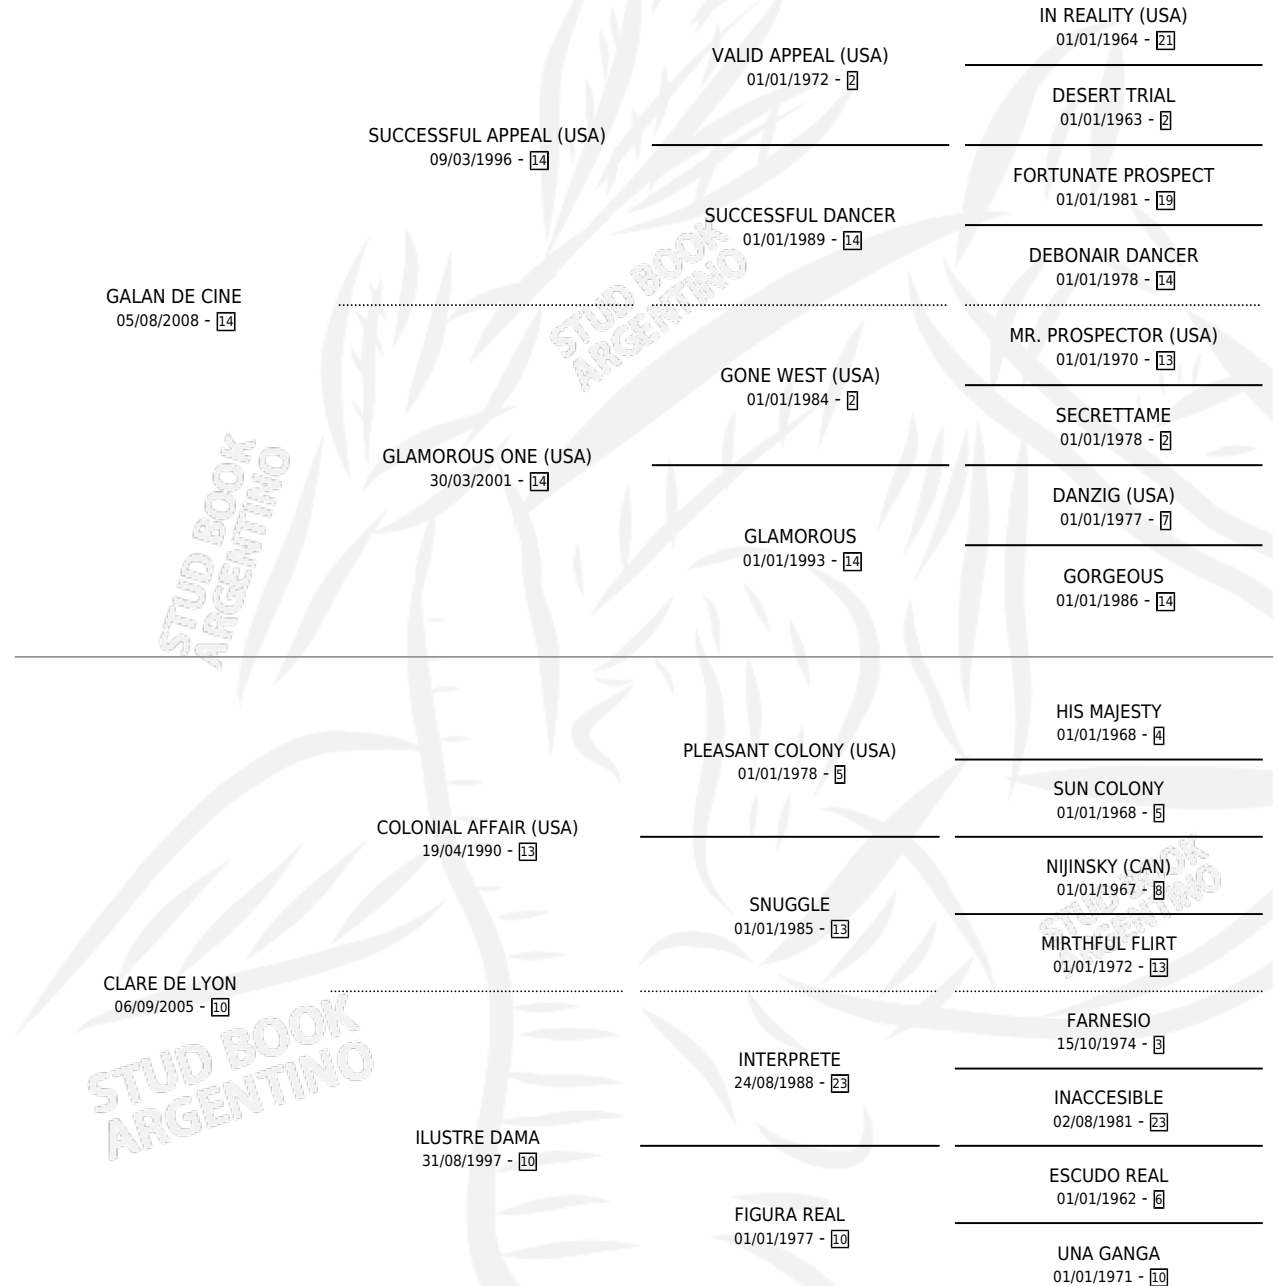 IN REALITY (USA)
01/01/1964 - 21
VALID APPEAL (USA)
01/01/1972 - 2
DESERT TRIAL
01/01/1963 - 2
SUCCESSFUL APPEAL (USA)
09/03/1996 - 14
FORTUNATE PROSPECT
01/01/1981 - 19
SUCCESSFUL DANCER
01/01/1989 - 14
DEBONAIR DANCER
01/01/1978 - 14
GALAN DE CINE
05/08/2008 - 14
STUD BOOK
ARGENTINO
MR. PROSPECTOR (USA)
01/01/1970 - 13
GONE WEST (USA)
01/01/1984 - 2
SECRETTAME
01/01/1978 - 2
GLAMOROUS ONE (USA)
30/03/2001 - 14
DANZIG (USA)
01/01/1977 - 7
GLAMOROUS
01/01/1993 - 14
GORGEOUS
01/01/1986 - 14
STUD BOOK
ARGENTINO
HIS MAJESTY
01/01/1968 - 4
PLEASANT COLONY (USA)
01/01/1978 - 5
SUN COLONY
01/01/1968 - 5
COLONIAL AFFAIR (USA)
19/04/1990 - 13
NIJINSKY (CAN)
01/01/1967 - 8
SNUGGLE
01/01/1985 - 13
STUD BOOK
ARGENTINO
MIRTHFUL FLIRT
01/01/1972 - 13
CLARE DE LYON
06/09/2005 - 10
STUD BOOK
ARGENTINO
FARNESIO
15/10/1974 - 3
INTERPRETE
24/08/1988 - 23
INACCESIBLE
02/08/1981 - 23
ILUSTRE DAMA
31/08/1997 - 10
ESCUDO REAL
01/01/1962 - 6
FIGURA REAL
01/01/1977 - 10
UNA GANGA
01/01/1971 - 10